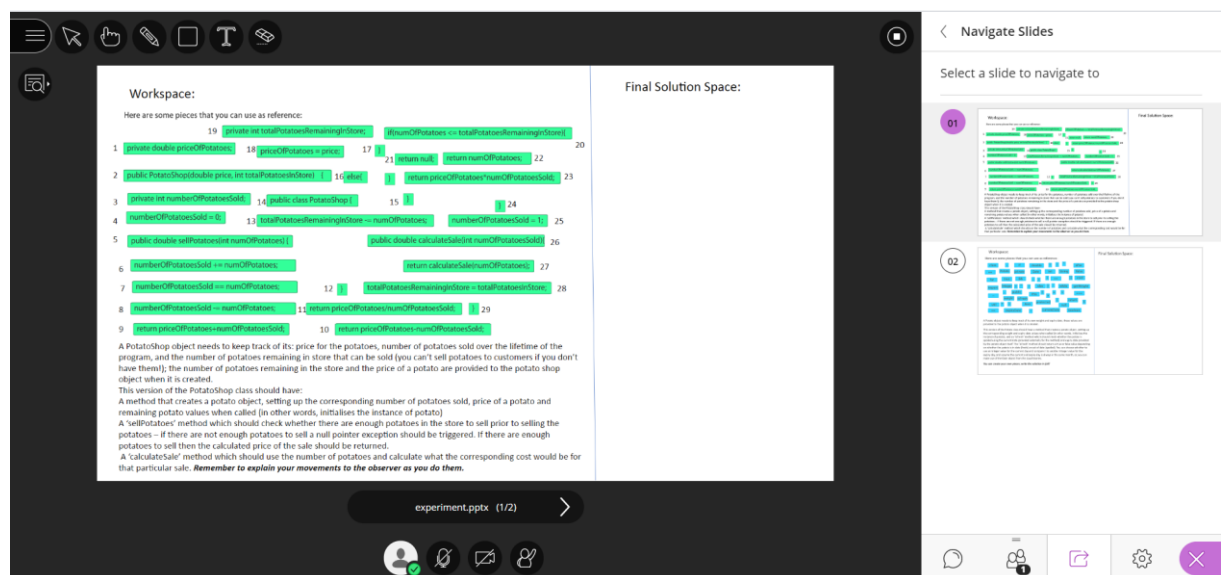 Navigate Slides
Select a slide to navigate to
Workspace:
Final Solution Space:
Here are some pieces that you can use as reference:
19 private int totalPotatoesRemainingInStore; if(numOfPotatoes <= totalPotatoesRemainingInStore){ 20
1 private double priceOfPotatoes; 18 priceOfPotatoes = price; 17 }
21 return null; return numOfPotatoes; 22
2 public PotatoShop(double price, int totalPotatoesInStore) { 16 else{ } return priceOfPotatoes*numOfPotatoesSold; 23
3 private int numberOfPotatoesSold; 14 public class PotatoShop { 15 } } 24
4 numberOfPotatoesSold = 0; 13 totalPotatoesRemainingInStore -= numOfPotatoes; numberOfPotatoesSold = 1; 25
5 public double sellPotatoes(int numOfPotatoes) { public double calculateSale(int numOfPotatoesSold){ 26
6 numberOfPotatoesSold += numOfPotatoes; return calculateSale(numOfPotatoes); 27
7 numberOfPotatoesSold == numOfPotatoes; 12 } totalPotatoesRemainingInStore = totalPotatoesInStore; 28
8 numberOfPotatoesSold -= numOfPotatoes; 11 return priceOfPotatoes/numOfPotatoesSold; } 29
9 return priceOfPotatoes+numOfPotatoesSold; 10 return priceOfPotatoes-numOfPotatoesSold;
A PotatoShop object needs to keep track of its: price for the potatoes, number of potatoes sold over the lifetime of the
program, and the number of potatoes remaining in store that can be sold (you can't sell potatoes to customers if you don't
have them!); the number of potatoes remaining in the store and the price of a potato are provided to the potato shop
object when it is created.
This version of the PotatoShop class should have:
A method that creates a potato object, setting up the corresponding number of potatoes sold, price of a potato and
remaining potato values when called (in other words, initialises the instance of potato)
A 'sellPotatoes' method which should check whether there are enough potatoes in the store to sell prior to selling the
potatoes – if there are not enough potatoes to sell a null pointer exception should be triggered. If there are enough
potatoes to sell then the calculated price of the sale should be returned.
A 'calculateSale' method which should use the number of potatoes and calculate what the corresponding cost would be for
that particular sale. Remember to explain your movements to the observer as you do them.
experiment.pptx (1/2)
01
02
1